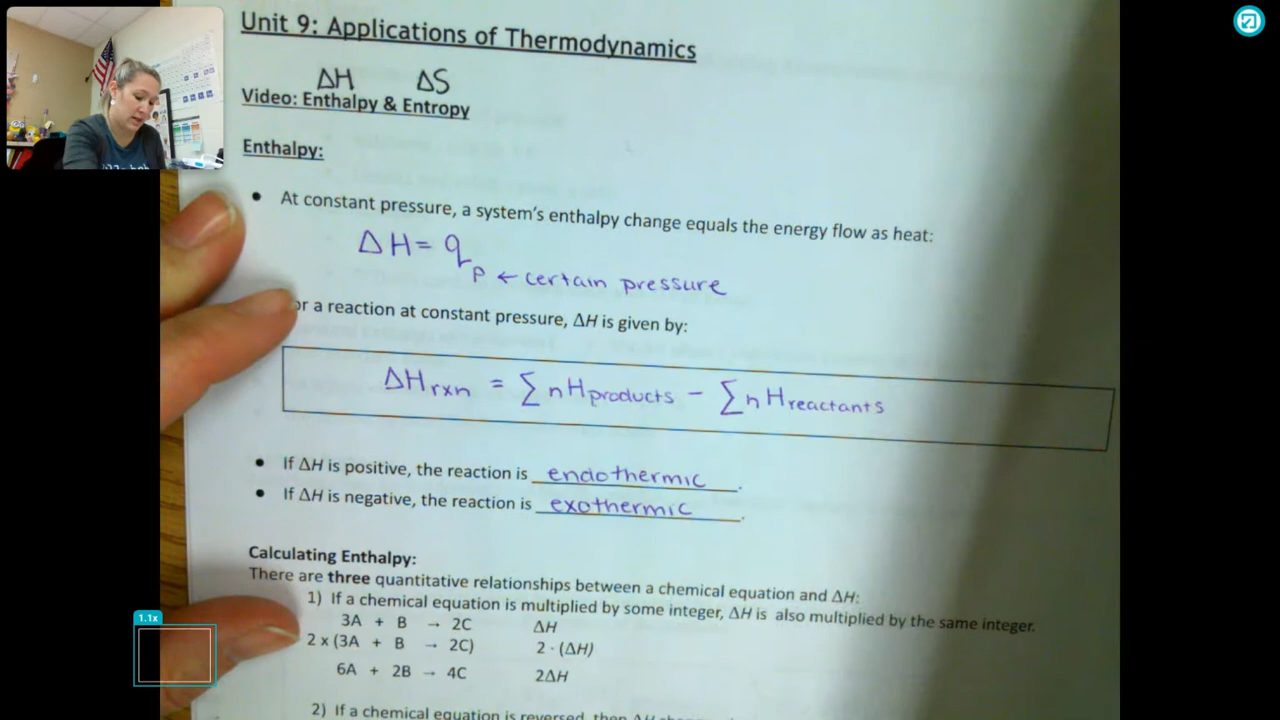 Unit 9: Applications of Thermodynamics
ΔH ΔS
Video: Enthalpy & Entropy
Enthalpy:
• At constant pressure, a system's enthalpy change equals the energy flow as heat:
ΔH = q
P ← certain pressure
or a reaction at constant pressure, ΔH is given by:
ΔHrxn = ∑nHproducts − ∑nHreactants
• If ΔH is positive, the reaction is endothermic.
• If ΔH is negative, the reaction is exothermic.
Calculating Enthalpy:
There are three quantitative relationships between a chemical equation and ΔH:
1) If a chemical equation is multiplied by some integer, ΔH is also multiplied by the same integer.
3A + B → 2C ΔH
2 x (3A + B → 2C) 2 · (ΔH)
6A + 2B → 4C 2ΔH
2) If a chemical equation is reversed, then ΔH
1.1x